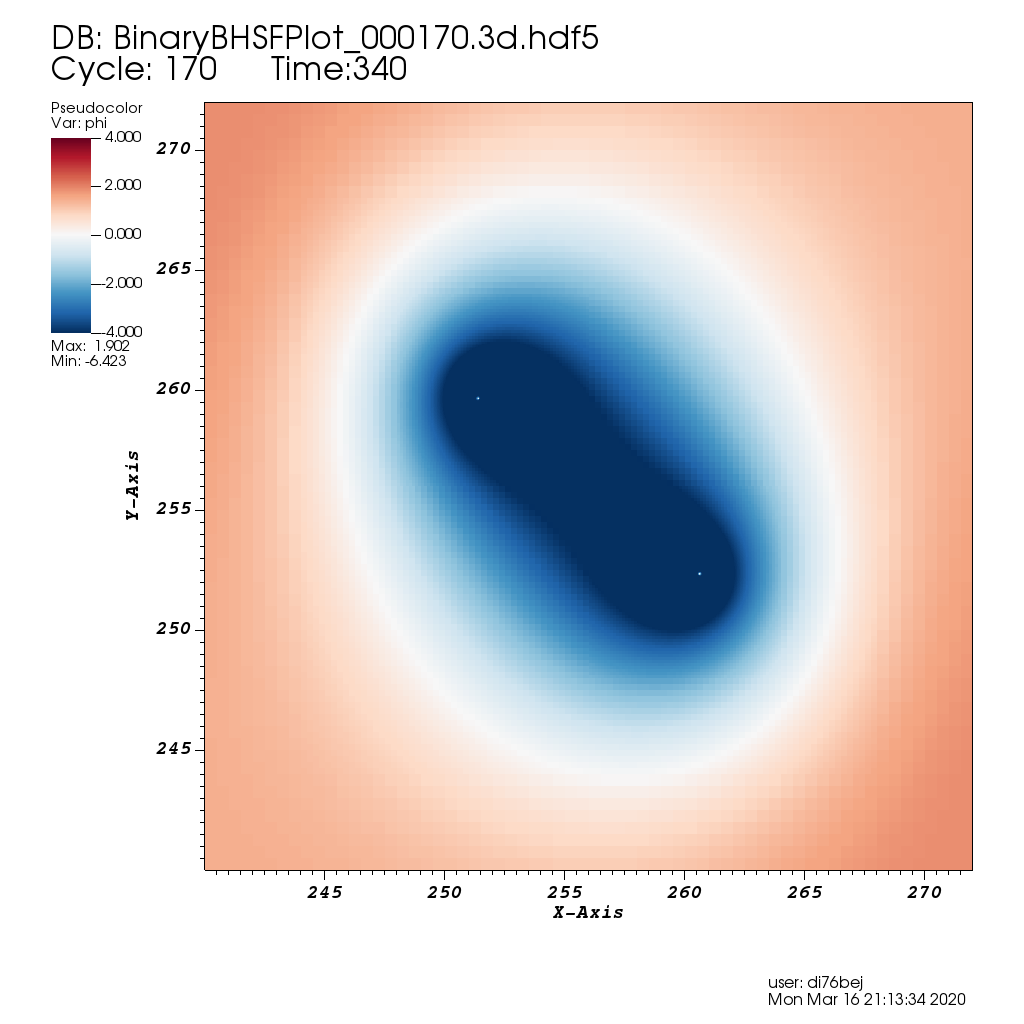 DB: BinaryBHSFPlot_000170.3d.hdf5
Cycle: 170 Time:340
Pseudocolor
Var: phi
4.000
2.000
0.000
-2.000
-4.000
Max: 1.902
Min: -6.423
270
265
260
255
250
245
Y-Axis
245 250 255 260 265 270
X-Axis
user: di76bej
Mon Mar 16 21:13:34 2020